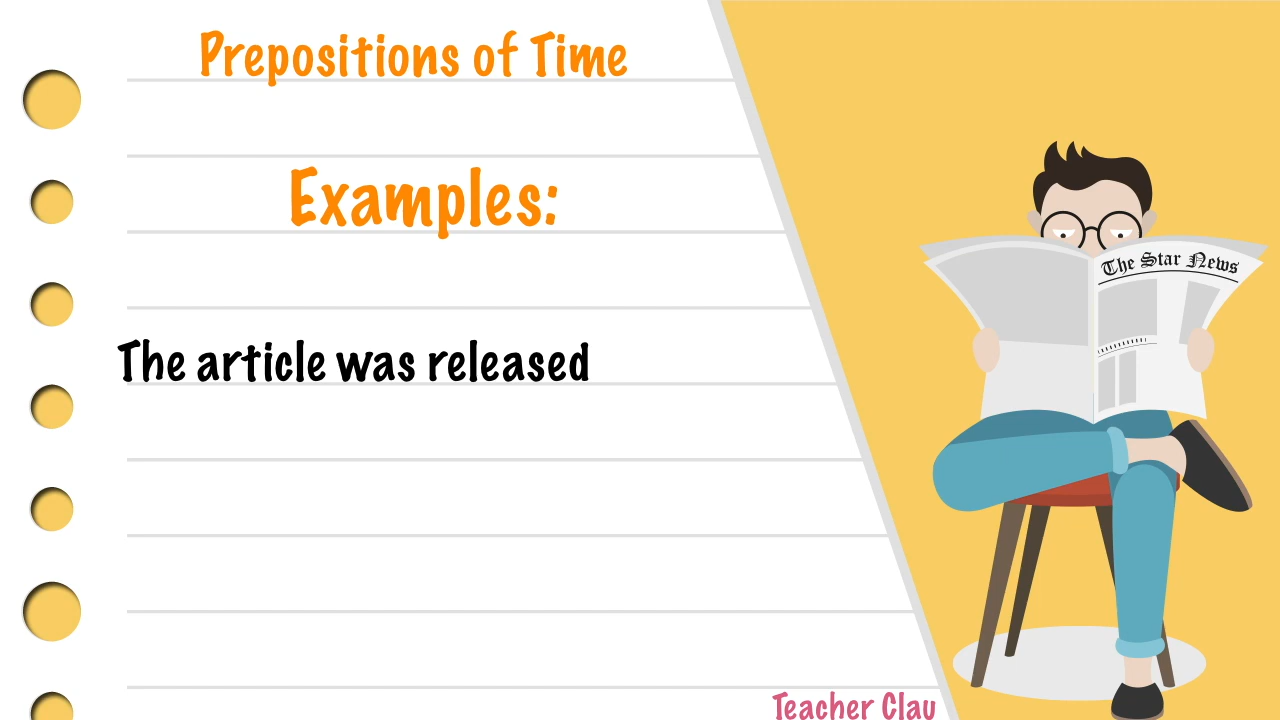 Prepositions of Time
Examples:
The article was released
The Star News
Teacher Clau